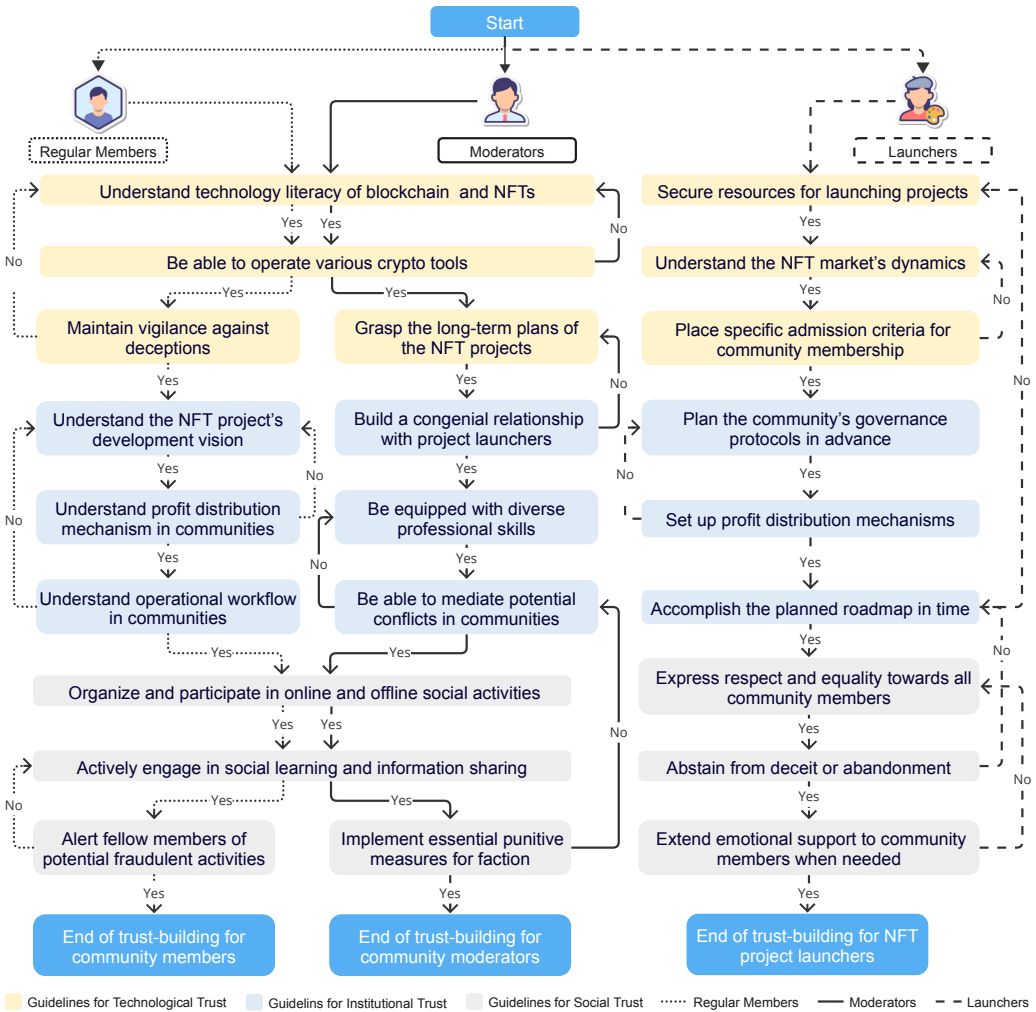 Start
Regular Members
Moderators
Launchers
Understand technology literacy of blockchain and NFTs
Secure resources for launching projects
Yes
Yes
No
Yes
No
No
Be able to operate various crypto tools
Understand the NFT market's dynamics
Yes
Yes
Yes
No
Maintain vigilance against
deceptions
Grasp the long-term plans of
the NFT projects
Place specific admission criteria for
community membership
Yes
Yes
No
Yes
No
Understand the NFT project's
development vision
Build a congenial relationship
with project launchers
Plan the community's governance
protocols in advance
Yes
No
Yes
No
Yes
No
Understand profit distribution
mechanism in communities
Be equipped with diverse
professional skills
Set up profit distribution mechanisms
Yes
No
Yes
Yes
Understand operational workflow
in communities
Be able to mediate potential
conflicts in communities
Accomplish the planned roadmap in time
Yes
Yes
Yes
No
Organize and participate in online and offline social activities
Express respect and equality towards all
community members
Yes
Yes
No
Yes
Actively engage in social learning and information sharing
Abstain from deceit or abandonment
No
No
Yes
Yes
Yes
Alert fellow members of
potential fraudulent activities
Implement essential punitive
measures for faction
Extend emotional support to community
members when needed
Yes
Yes
Yes
End of trust-building for
community members
End of trust-building for
community moderators
End of trust-building for NFT
project launchers
Guidelines for Technological Trust
Guidelins for Institutional Trust
Guidelines for Social Trust
Regular Members
Moderators
Launchers